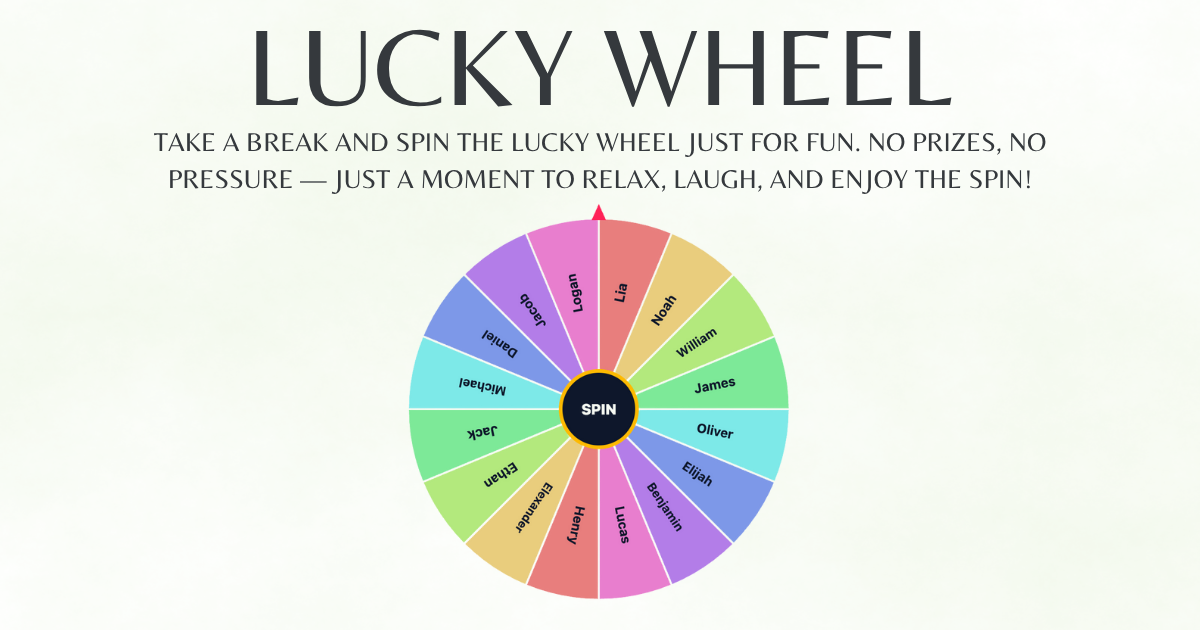 LUCKY WHEEL
TAKE A BREAK AND SPIN THE LUCKY WHEEL JUST FOR FUN. NO PRIZES, NO
PRESSURE — JUST A MOMENT TO RELAX, LAUGH, AND ENJOY THE SPIN!
Lia
Noah
William
James
Oliver
Elijah
Benjamin
Lucas
Henry
Elexander
Ethan
Jack
Michael
Daniel
Jacob
Logan
SPIN